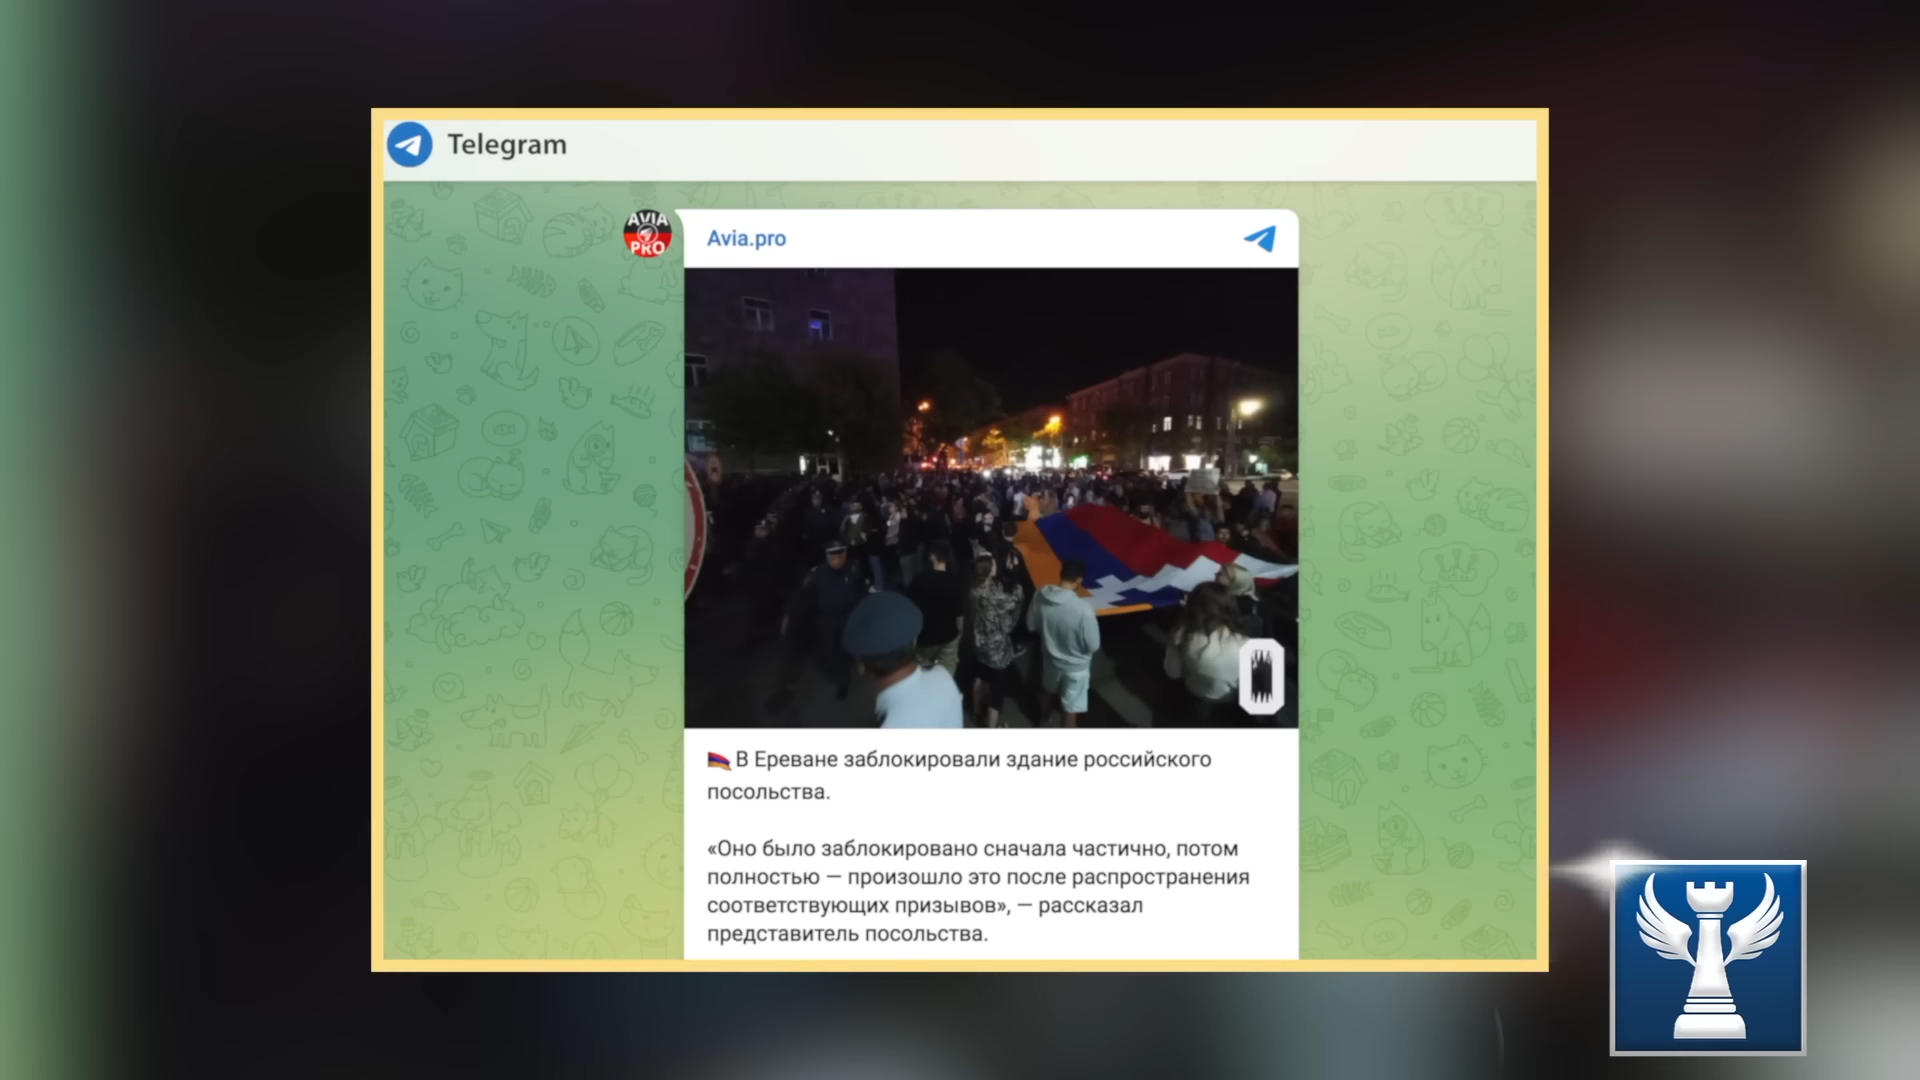 Telegram
AVIA
PRO
Avia.pro
В Ереване заблокировали здание российского
посольства.
«Оно было заблокировано сначала частично, потом
полностью — произошло это после распространения
соответствующих призывов», — рассказал
представитель посольства.